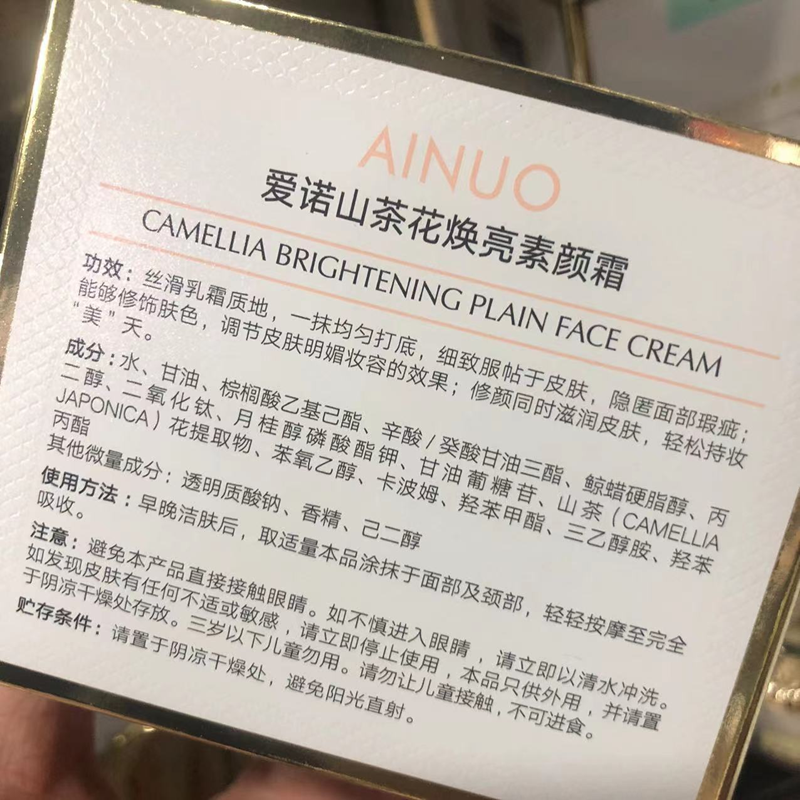 AINUO
爱诺山茶花焕亮素颜霜
CAMELLIA BRIGHTENING PLAIN FACE CREAM
功效：丝滑乳霜质地，一抹均匀打底，细致服帖于皮肤，隐匿面部瑕疵；
能够修饰肤色，调节皮肤明媚妆容的效果；修颜同时滋润皮肤，轻松持妆
"美"天。
成分：水、甘油、棕榈酸乙基己酯、辛酸/癸酸甘油三酯、鲸蜡硬脂醇、丙
二醇、二氧化钛、月桂醇磷酸酯钾、甘油葡糖苷、山茶（CAMELLIA
JAPONICA）花提取物、苯氧乙醇、卡波姆、羟苯甲酯、三乙醇胺、羟苯
丙酯
其他微量成分：透明质酸钠、香精、己二醇
使用方法：早晚洁肤后，取适量本品涂抹于面部及颈部，轻轻按摩至完全
吸收。
注意：避免本产品直接接触眼睛。如不慎进入眼睛，请立即以清水冲洗。
如发现皮肤有任何不适或敏感，请立即停止使用，本品只供外用，并请置
于阴凉干燥处存放。三岁以下儿童勿用。请勿让儿童接触，不可进食。
贮存条件：请置于阴凉干燥处，避免阳光直射。